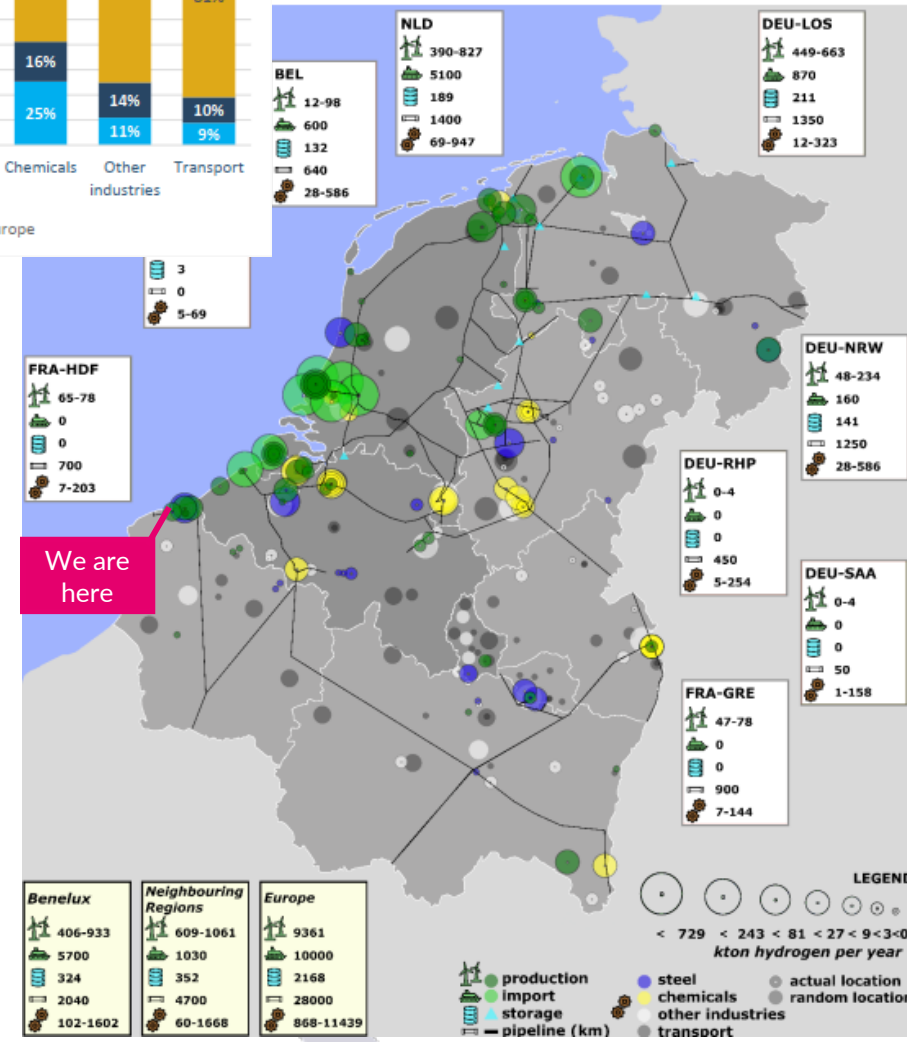 16%
25%
14%
11%
10%
9%
Chemicals
Other
industries
Transport
NLD
390-827
5100
189
1400
69-947
DEU-LOS
449-663
870
211
1350
12-323
BEL
12-98
600
132
640
28-586
3
0
5-69
FRA-HDF
65-78
0
0
700
7-203
DEU-NRW
48-234
160
141
1250
28-586
DEU-RHP
0-4
0
0
450
5-254
We are
here
DEU-SAA
0-4
0
0
50
1-158
FRA-GRE
47-78
0
0
900
7-144
Benelux
406-933
5700
324
2040
102-1602
Neighbouring
Regions
609-1061
1030
352
4700
60-1668
Europe
9361
10000
2168
28000
868-11439
LEGEND
< 729 < 243 < 81 < 27 < 9 < 3 <0
kton hydrogen per year
production
import
storage
pipeline (km)
steel
chemicals
other industries
transport
actual location
random location